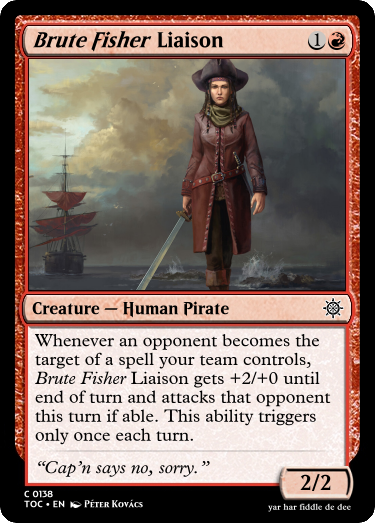 Brute Fisher Liaison 1
Creature — Human Pirate
Whenever an opponent becomes the
target of a spell your team controls,
Brute Fisher Liaison gets +2/+0 until
end of turn and attacks that opponent
this turn if able. This ability triggers
only once each turn.
“Cap'n says no, sorry.”
2/2
C 0138
TOC • EN Péter Kovács
yar har fiddle de dee